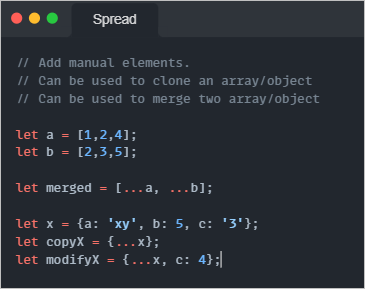 Spread
// Add manual elements.
// Can be used to clone an array/object
// Can be used to merge two array/object
let a = [1,2,4];
let b = [2,3,5];
let merged = [...a, ...b];
let x = {a: 'xy', b: 5, c: '3'};
let copyX = {...x};
let modifyX = {...x, c: 4};